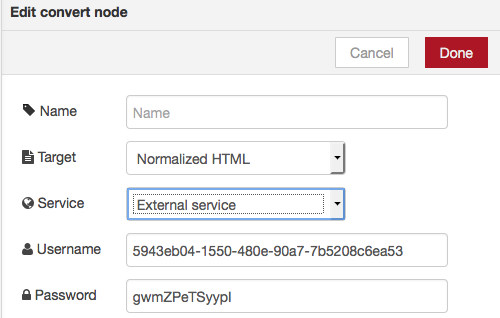 Edit convert node
Cancel Done
Name Name
Target Normalized HTML
Service External service
Username 5943eb04-1550-480e-90a7-7b5208c6ea53
Password gwmZPeTSyypI